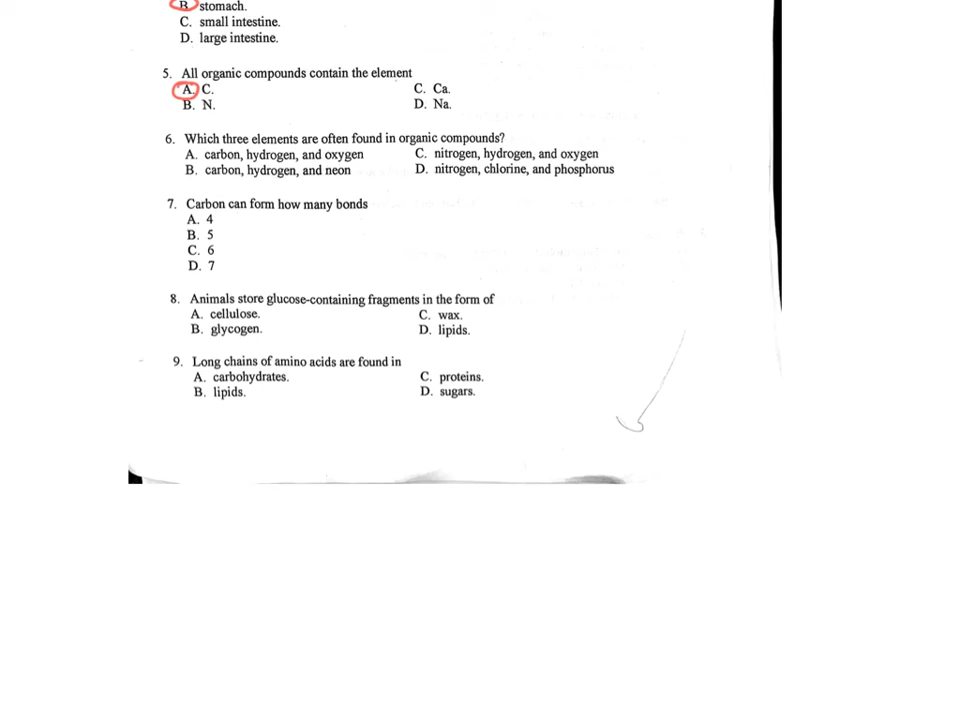 B. stomach.
C. small intestine.
D. large intestine.
5. All organic compounds contain the element
A. C.
C. Ca.
B. N.
D. Na.
6. Which three elements are often found in organic compounds?
A. carbon, hydrogen, and oxygen
C. nitrogen, hydrogen, and oxygen
B. carbon, hydrogen, and neon
D. nitrogen, chlorine, and phosphorus
7. Carbon can form how many bonds
A. 4
B. 5
C. 6
D. 7
8. Animals store glucose-containing fragments in the form of
A. cellulose.
C. wax.
B. glycogen.
D. lipids.
9. Long chains of amino acids are found in
A. carbohydrates.
C. proteins.
B. lipids.
D. sugars.